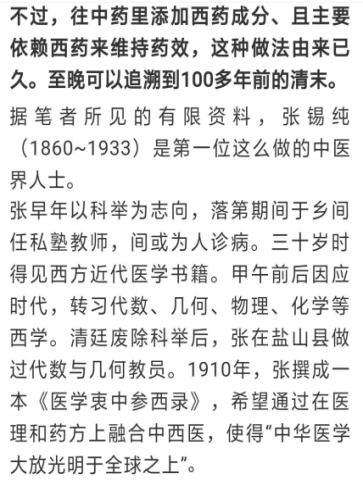 不过，往中药里添加西药成分、且主要
依赖西药来维持药效，这种做法由来已
久。至晚可以追溯到100多年前的清末。
据笔者所见的有限资料，张锡纯
（1860~1933）是第一位这么做的中医
界人士。
张早年以科举为志向，落第期间于乡间
任私塾教师，间或为人诊病。三十岁时
得见西方近代医学书籍。甲午前后因应
时代，转习代数、几何、物理、化学等
西学。清廷废除科举后，张在盐山县做
过代数与几何教员。1910年，张撰成一
本《医学衷中参西录》，希望通过在医
理和药方上融合中西医，使得“中华医学
大放光明于全球之上”。